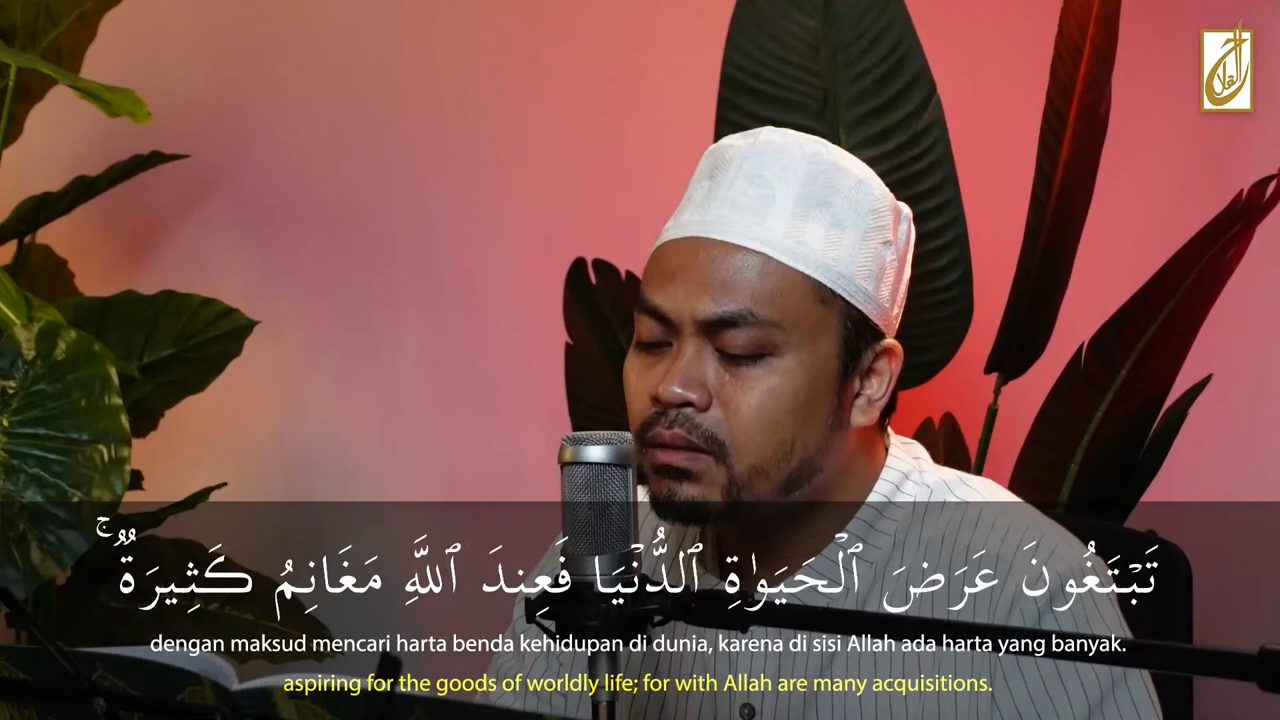 تَبْتَغُونَ عَرَضَ ٱلْحَيَوٰةِ ٱلدُّنْيَا فَعِندَ ٱللَّهِ مَغَانِمُ كَثِيرَةٌ ۚ
dengan maksud mencari harta benda kehidupan di dunia, karena di sisi Allah ada harta yang banyak.
aspiring for the goods of worldly life; for with Allah are many acquisitions.